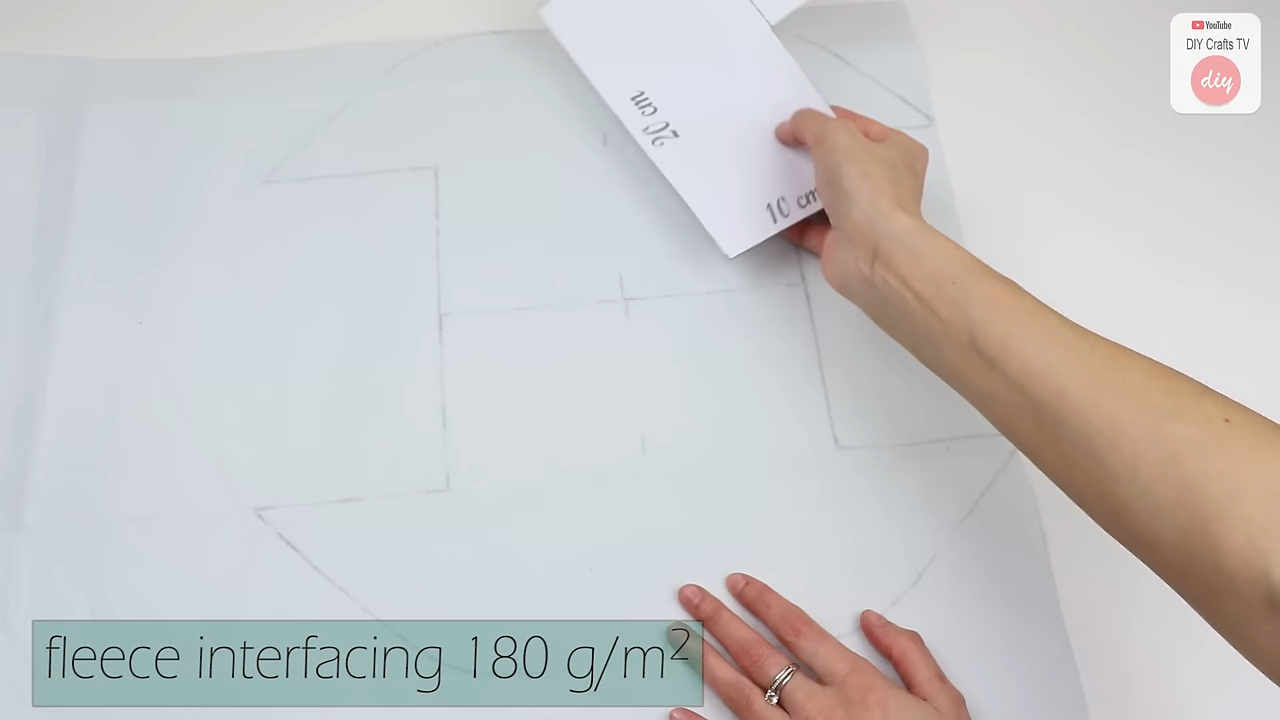 YouTube
DIY Crafts TV
diy
20 cm
10 cm
fleece interfacing 180 g/m²